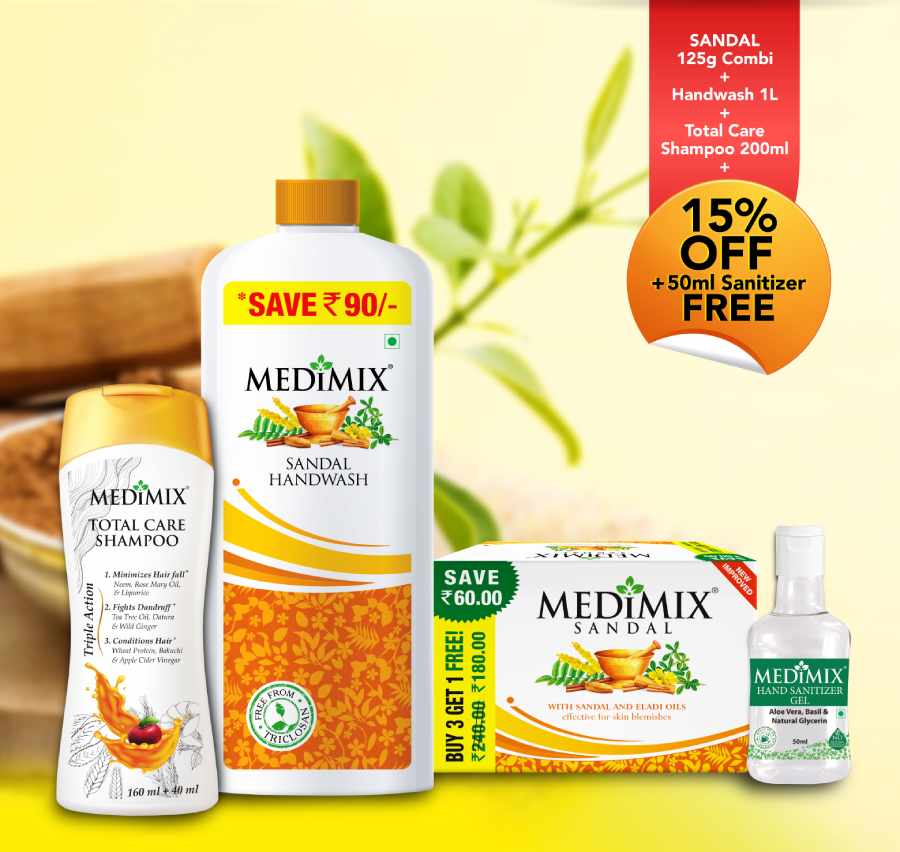 SANDAL
125g Combi
+
Handwash 1L
+
Total Care
Shampoo 200ml
+
15%
OFF
+50ml Sanitizer
FREE
*SAVE ₹90/-
MEDIMIX®
SANDAL
HANDWASH
FREE FROM
TRICLOSAN
MEDIMIX®
TOTAL CARE
SHAMPOO
Triple Action
1. Minimizes Hair fall*
Neem, Rose Mary Oil,
& Liquorice
2. Fights Dandruff*
Tea Tree Oil, Datura
& Wild Ginger
3. Conditions Hair*
Wheat Protein, Bakuchi
& Apple Cider Vinegar
160 ml + 40 ml
MEDIMIX
NEW
IMPROVED
SAVE
₹60.00
BUY 3 GET 1 FREE!
₹240.00 ₹180.00
MEDIMIX®
SANDAL
WITH SANDAL AND ELADI OILS
effective for skin blemishes
MEDIMIX®
HAND SANITIZER
GEL
Aloe Vera, Basil &
Natural Glycerin
50ml